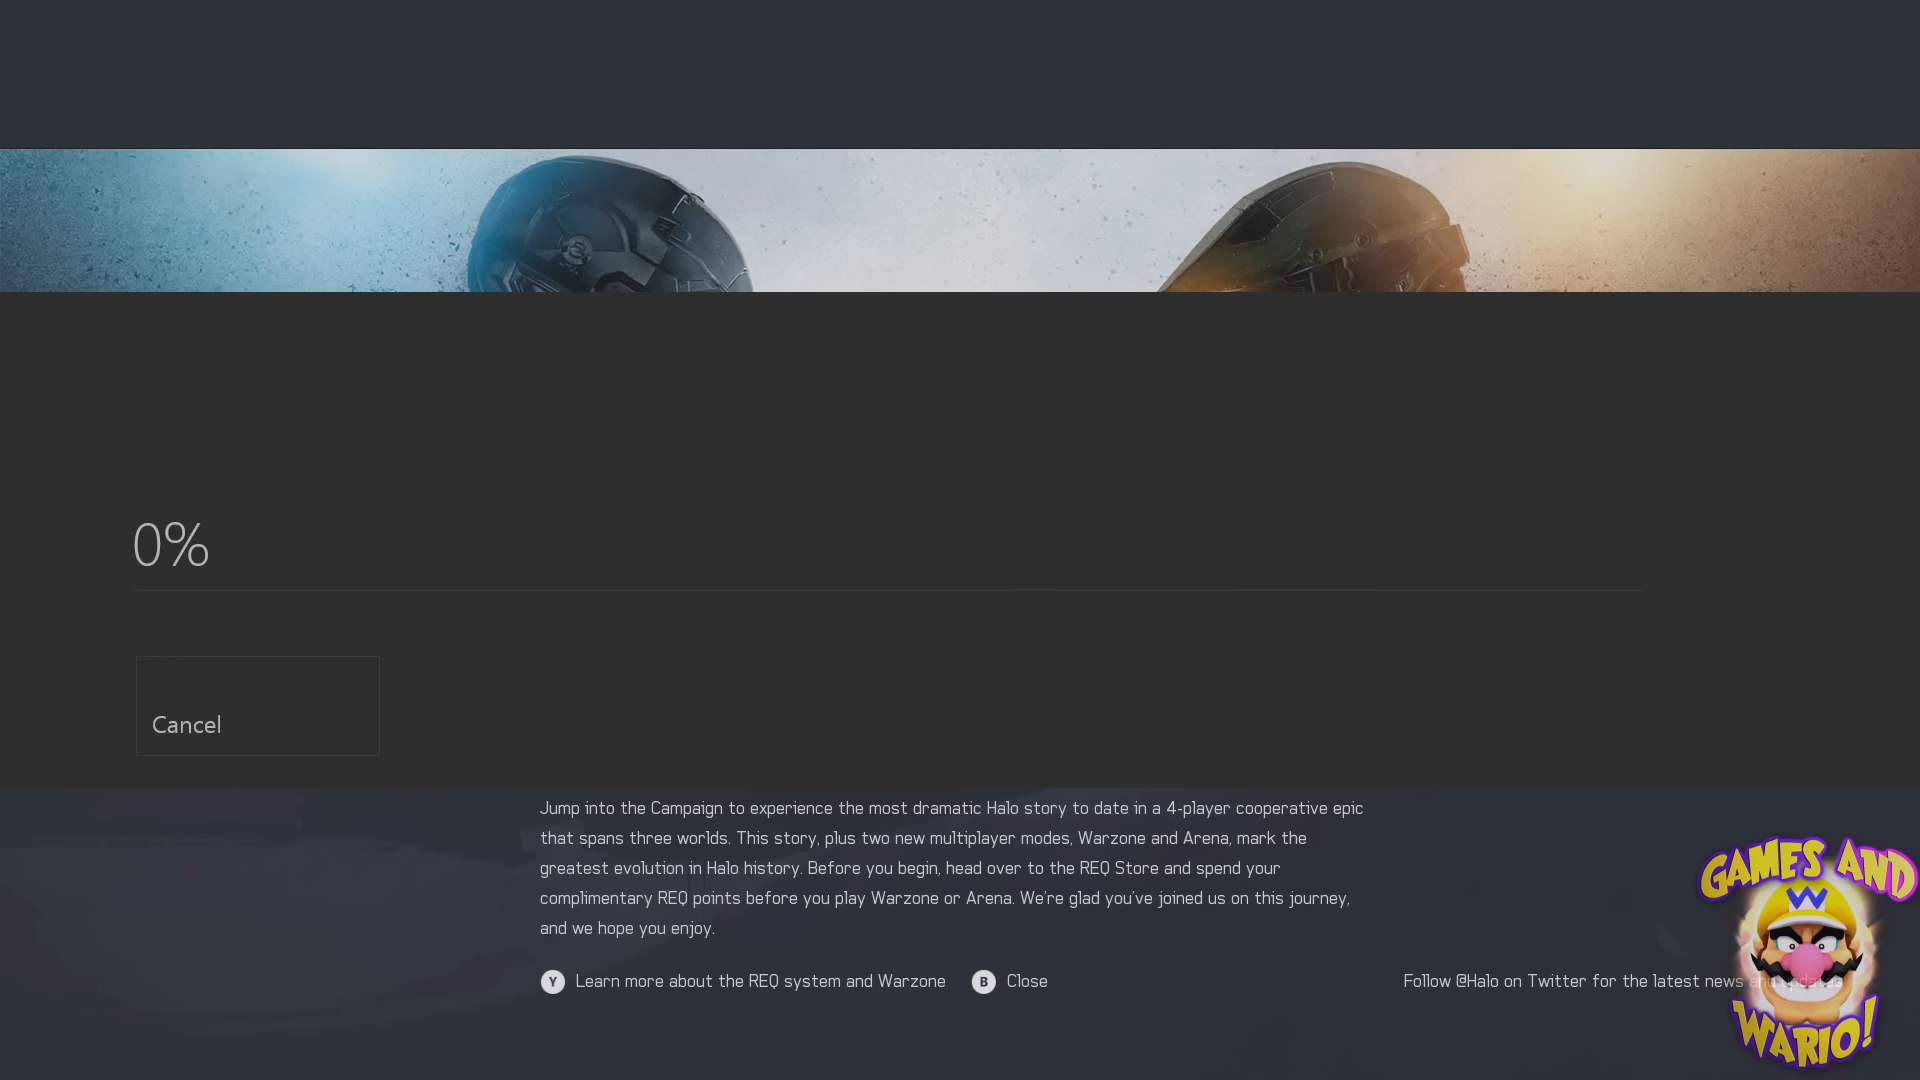 0%
Cancel
Jump into the Campaign to experience the most dramatic Halo story to date in a 4-player cooperative epic
that spans three worlds. This story, plus two new multiplayer modes, Warzone and Arena, mark the
greatest evolution in Halo history. Before you begin, head over to the REQ Store and spend your
complimentary REQ points before you play Warzone or Arena. We're glad you've joined us on this journey,
and we hope you enjoy.
Y Learn more about the REQ system and Warzone B Close
Follow @Halo on Twitter for the latest news and updates
GAMES AND
W
WARIO!